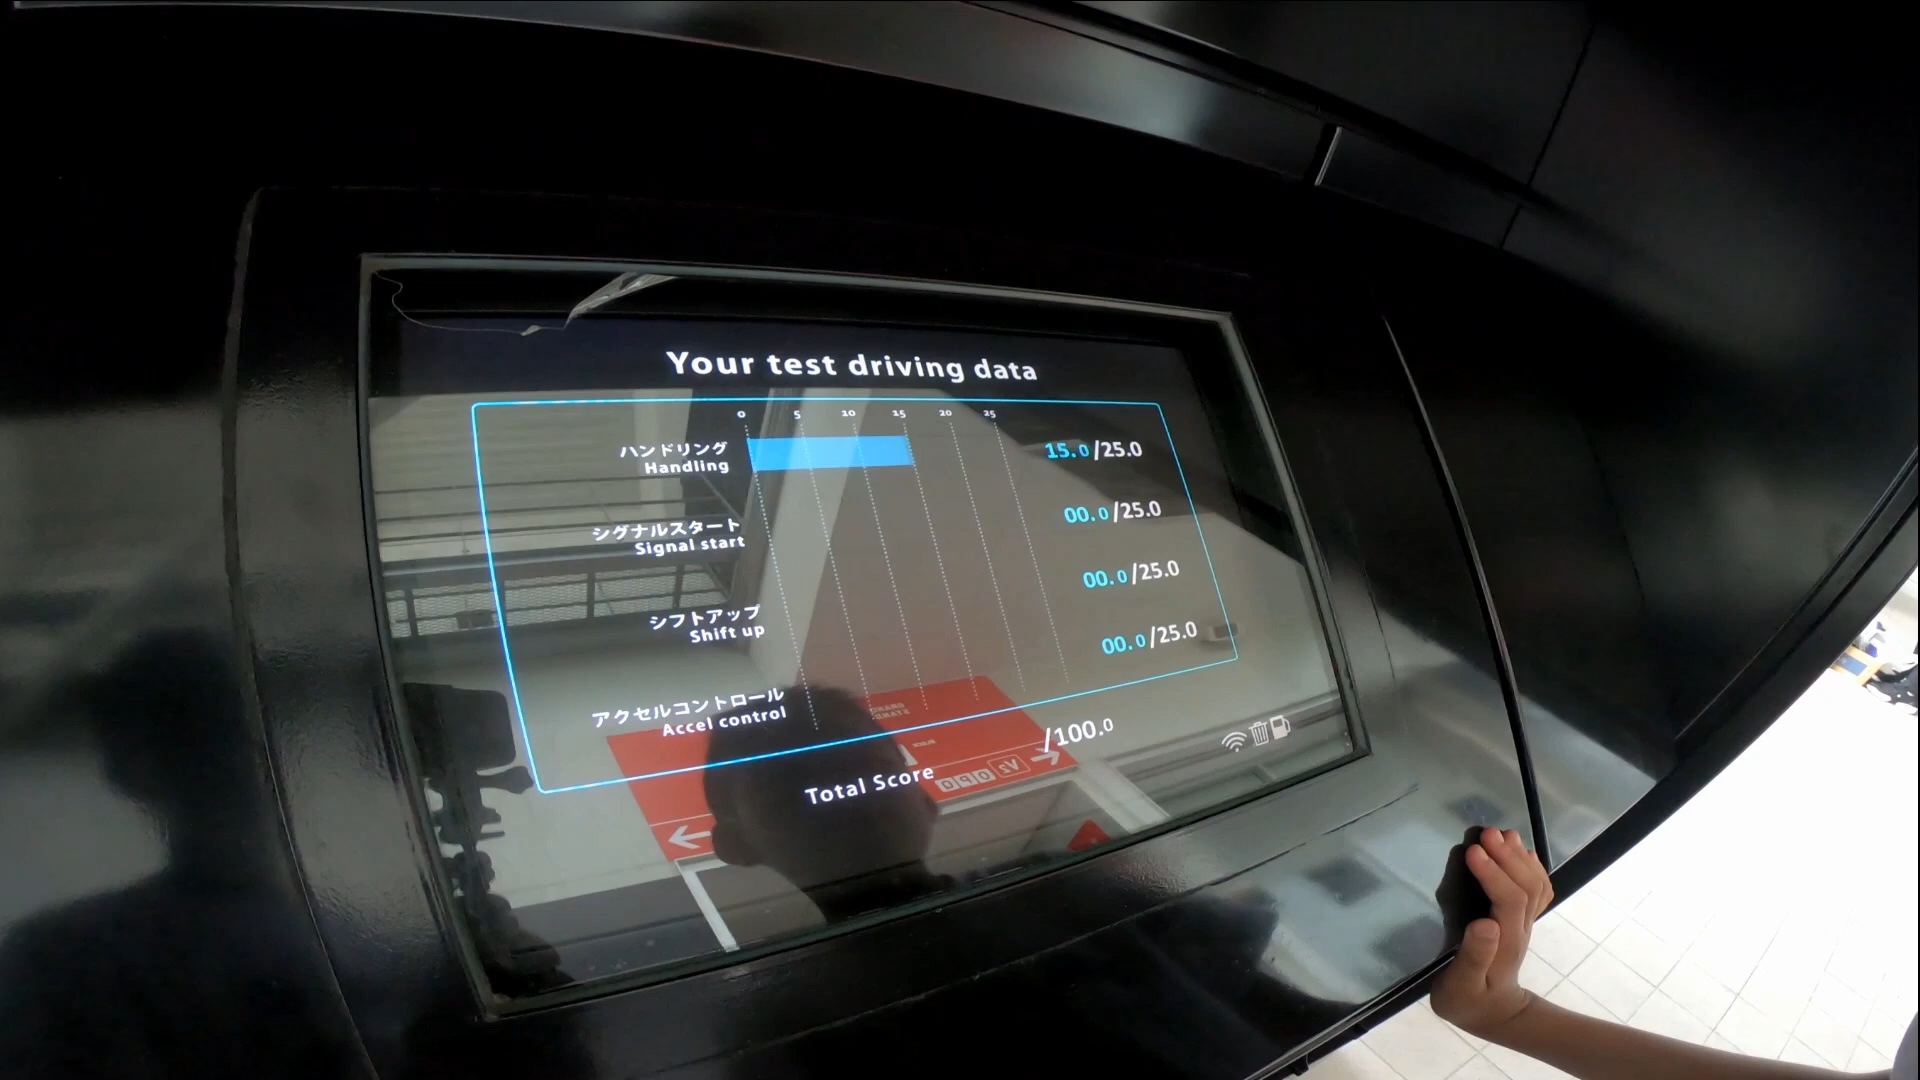 Your test driving data
0 5 10 15 20 25
ハンドリング
Handling
15.0/25.0
シグナルスタート
Signal start
00.0/25.0
シフトアップ
Shift up
00.0/25.0
アクセルコントロール
Accel control
00.0/25.0
Total Score
/100.0
GRAND
STAND
V2 O P Q